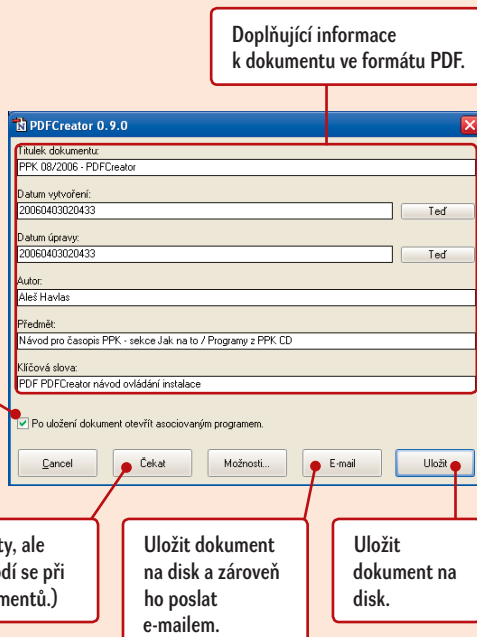 Doplňující informace
k dokumentu ve formátu PDF.
PDFCreator 0.9.0
Titulek dokumentu:
PPK 08/2006 - PDFCreator
Datum vytvoření:
20060403020433
Teď
Datum úpravy:
20060403020433
Teď
Autor:
Aleš Havlas
Předmět:
Návod pro časopis PPK - sekce Jak na to / Programy z PPK CD
Klíčová slova:
PDF PDFCreator návod ovládání instalace
Po uložení dokument otevřít asociovaným programem.
Cancel Čekat Možnosti... E-mail Uložit
ty, ale
dí se při
mentů.)
Uložit dokument
na disk a zároveň
ho poslat
e-mailem.
Uložit
dokument na
disk.